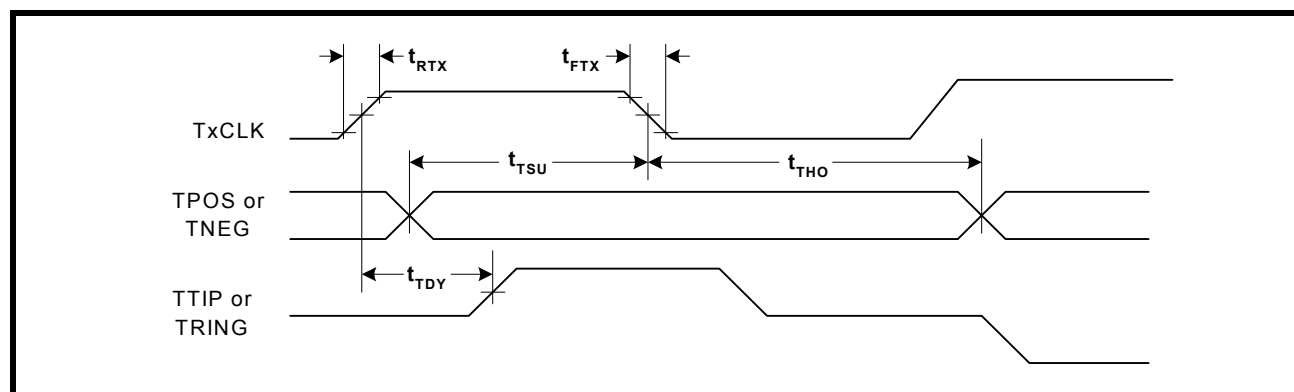 tRTX
tFTX
TxCLK
tTSU
tTHO
TPOS or
TNEG
tTDY
TTIP or
TRING